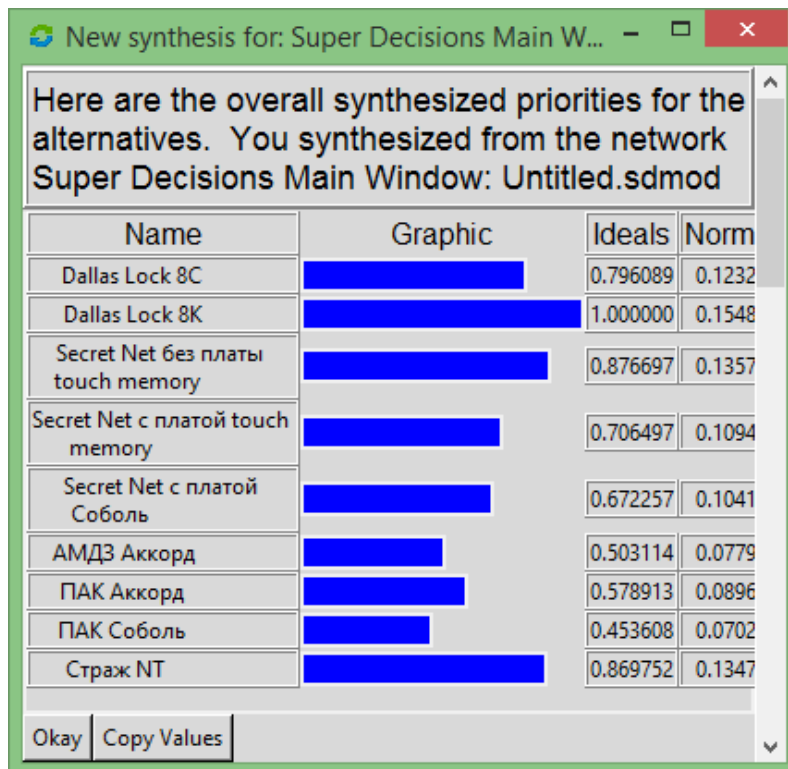 New synthesis for: Super Decisions Main W...
Here are the overall synthesized priorities for the
alternatives. You synthesized from the network
Super Decisions Main Window: Untitled.sdmod
Name Graphic Ideals Norm
Dallas Lock 8C 0.796089 0.1232
Dallas Lock 8K 1.000000 0.1548
Secret Net без платы
touch memory 0.876697 0.1357
Secret Net с платой touch
memory 0.706497 0.1094
Secret Net с платой
Соболь 0.672257 0.1041
АМДЗ Аккорд 0.503114 0.0779
ПАК Аккорд 0.578913 0.0896
ПАК Соболь 0.453608 0.0702
Страж NT 0.869752 0.1347
Okay Copy Values